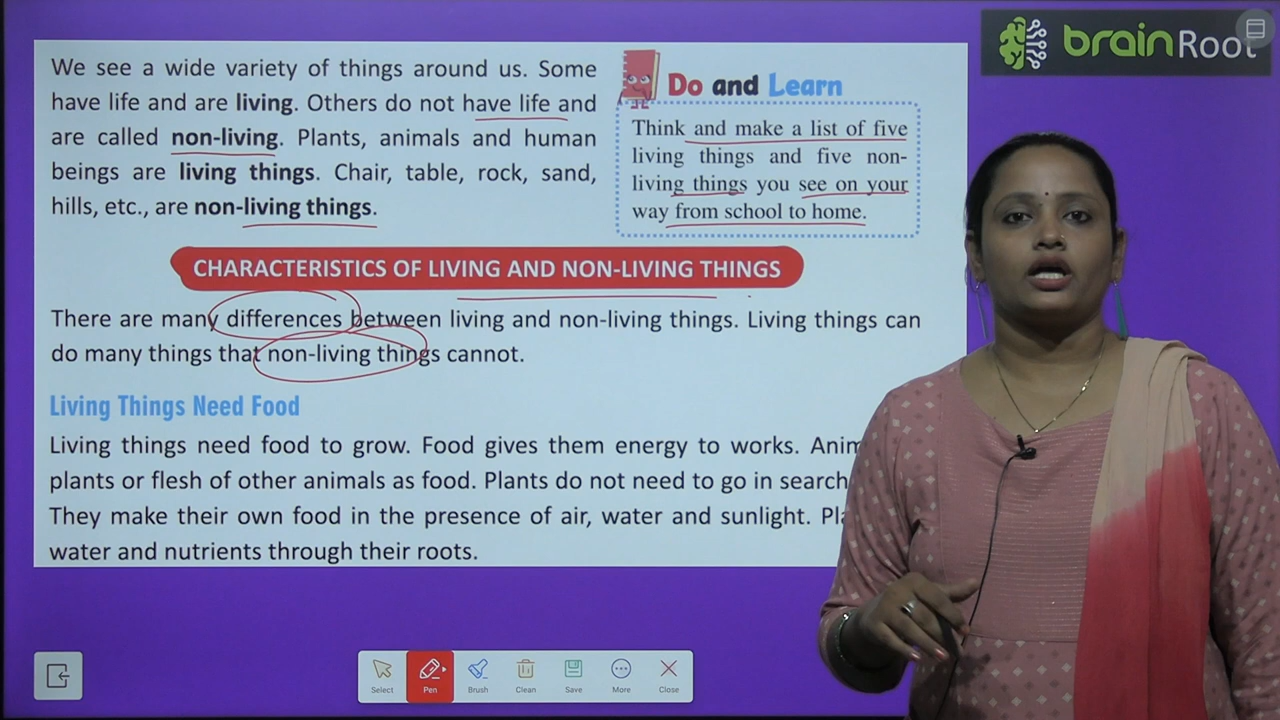 We see a wide variety of things around us. Some
have life and are living. Others do not have life and
are called non-living. Plants, animals and human
beings are living things. Chair, table, rock, sand,
hills, etc., are non-living things.
Do and Learn
Think and make a list of five
living things and five non-
living things you see on your
way from school to home.
brainRoot
CHARACTERISTICS OF LIVING AND NON-LIVING THINGS
There are many differences between living and non-living things. Living things can
do many things that non-living things cannot.
Living Things Need Food
Living things need food to grow. Food gives them energy to works.
plants or flesh of other animals as food. Plants do not need to go in search
They make their own food in the presence of air, water and sunlight.
water and nutrients through their roots.
Select
Pen
Brush
Clean
Save
More
Close